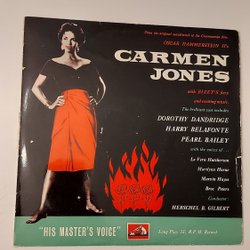 From the original soundtrack of the Cinemascope film
OSCAR HAMMERSTEIN II's
CARMEN
JONES
with BIZET'S fiery
and exciting music.
The brilliant cast includes
DOROTHY DANDRIDGE
HARRY BELAFONTE
PEARL BAILEY
with the voices of
Le Vern Hutcherson
Marilynn Horne
Marvin Hayes
Broc Peters
Conductor
HERSCHEL B. GILBERT
"HIS MASTER'S VOICE"
Long Play 33⅓ R.P.M. Record